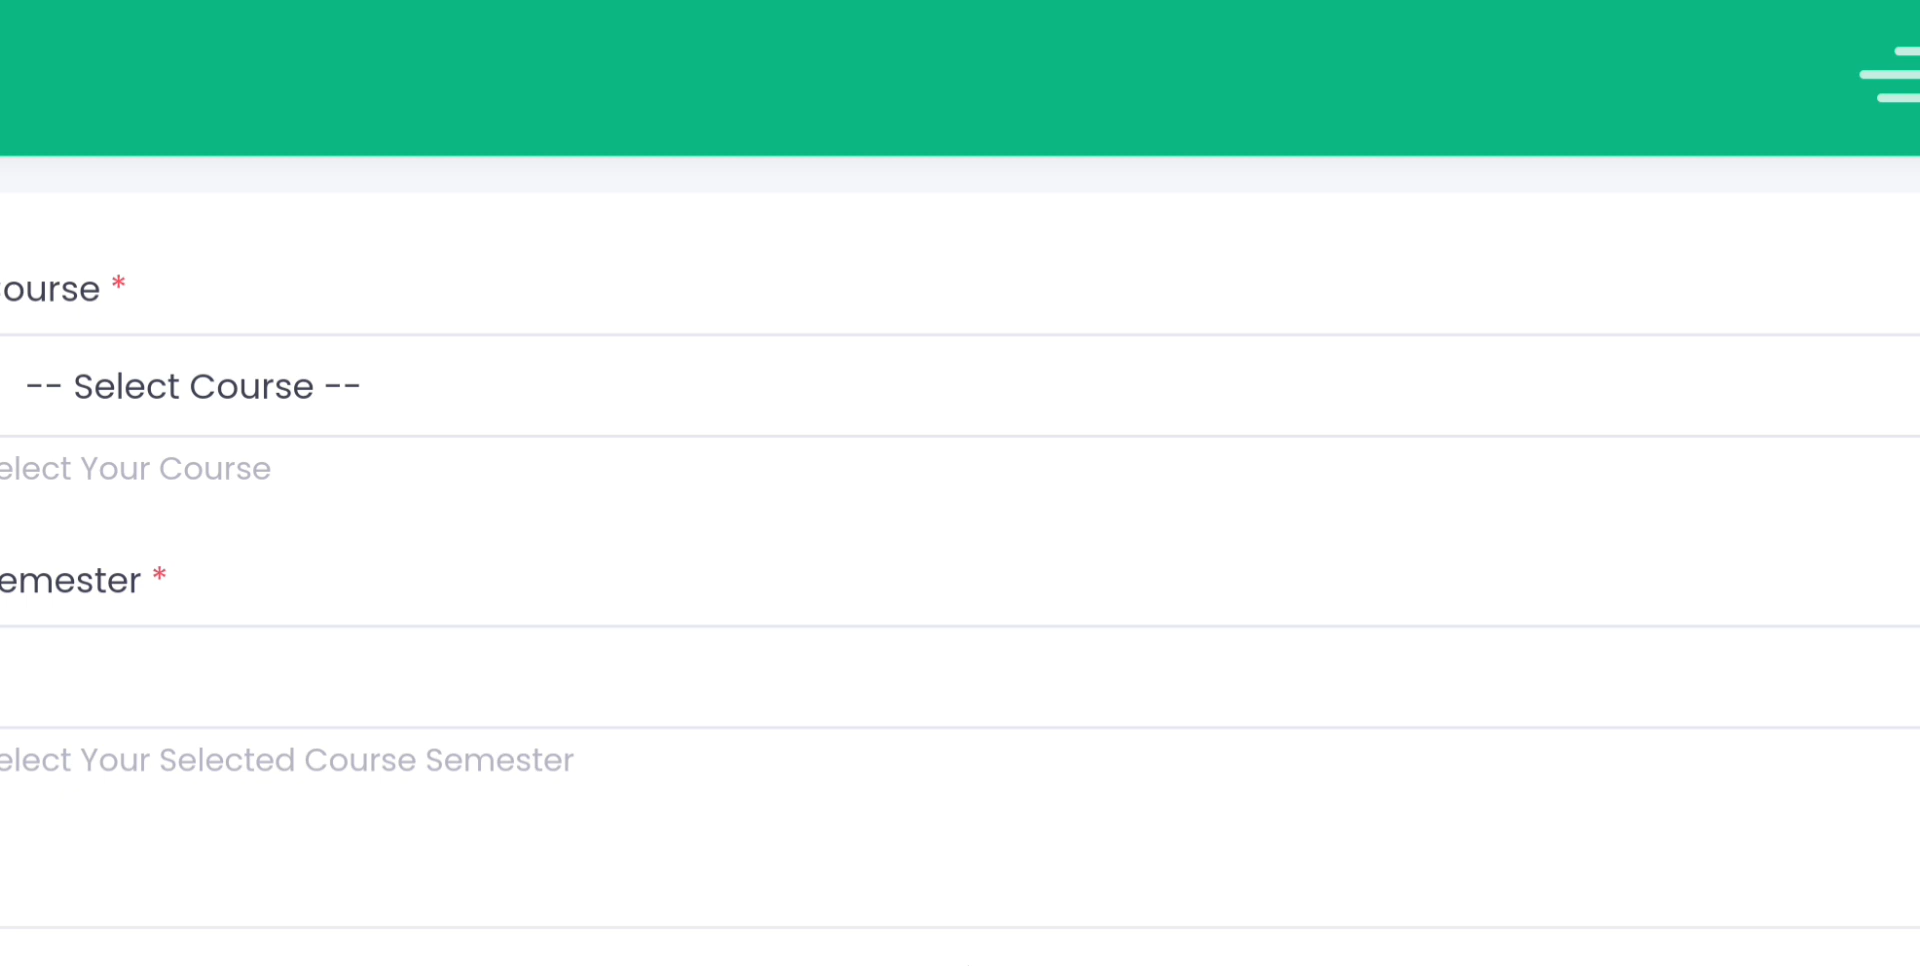 ourse *
-- Select Course --
elect Your Course
emester *
elect Your Selected Course Semester